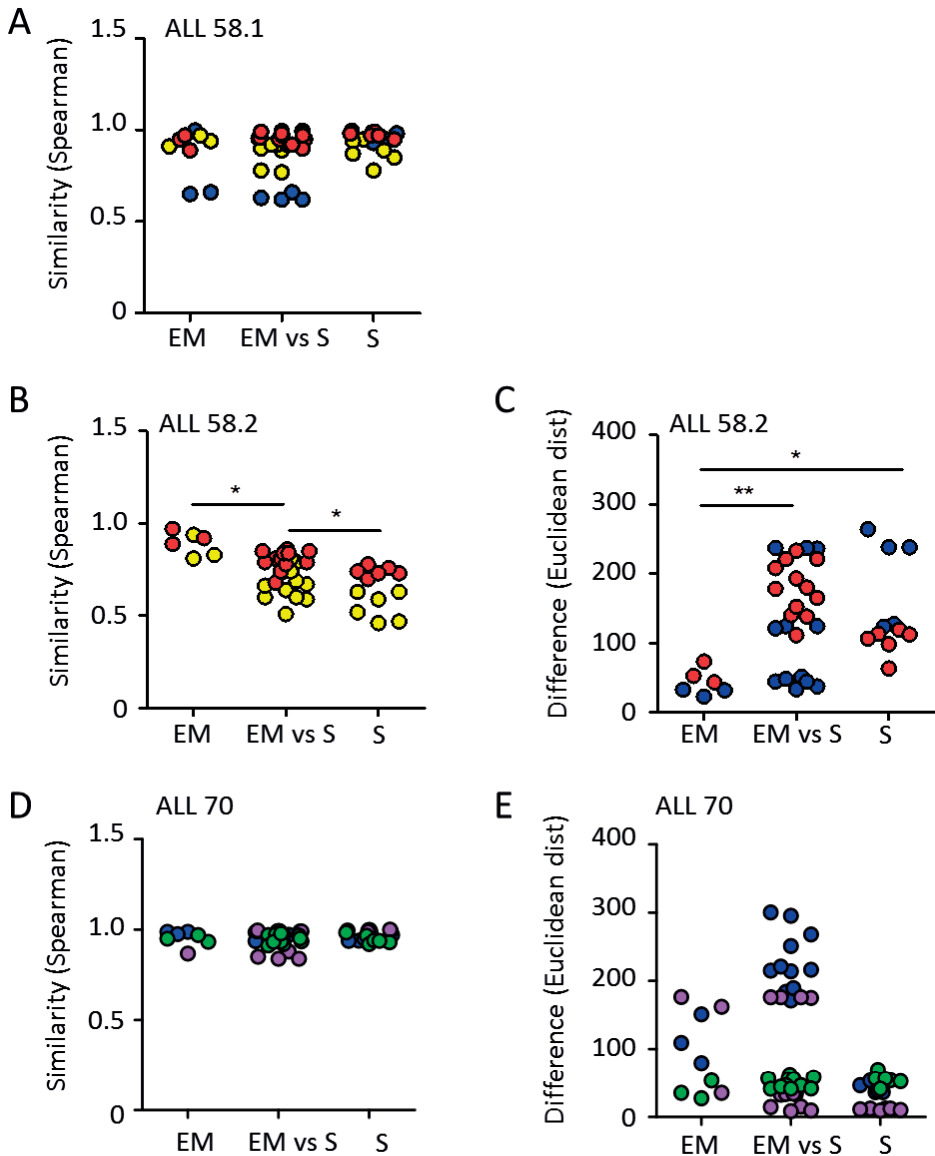 A
ALL 58.1
Similarity (Spearman)
1.5
1.0
0.5
0
EM
EM vs S
S
B
ALL 58.2
Similarity (Spearman)
1.5
1.0
0.5
0
*
*
EM
EM vs S
S
C
ALL 58.2
Difference (Euclidean dist)
400
300
200
100
0
*
**
EM
EM vs S
S
D
ALL 70
Similarity (Spearman)
1.5
1.0
0.5
0
EM
EM vs S
S
E
ALL 70
Difference (Euclidean dist)
400
300
200
100
0
EM
EM vs S
S